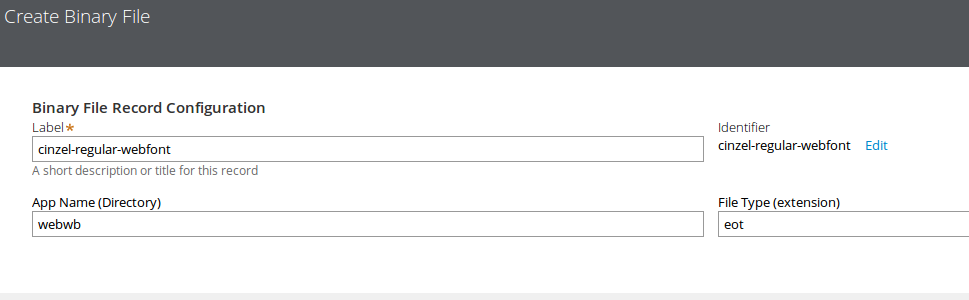 Create Binary File
Binary File Record Configuration
Label*
Identifier
cinzel-regular-webfont
cinzel-regular-webfont Edit
A short description or title for this record
App Name (Directory)
File Type (extension)
webwb
eot